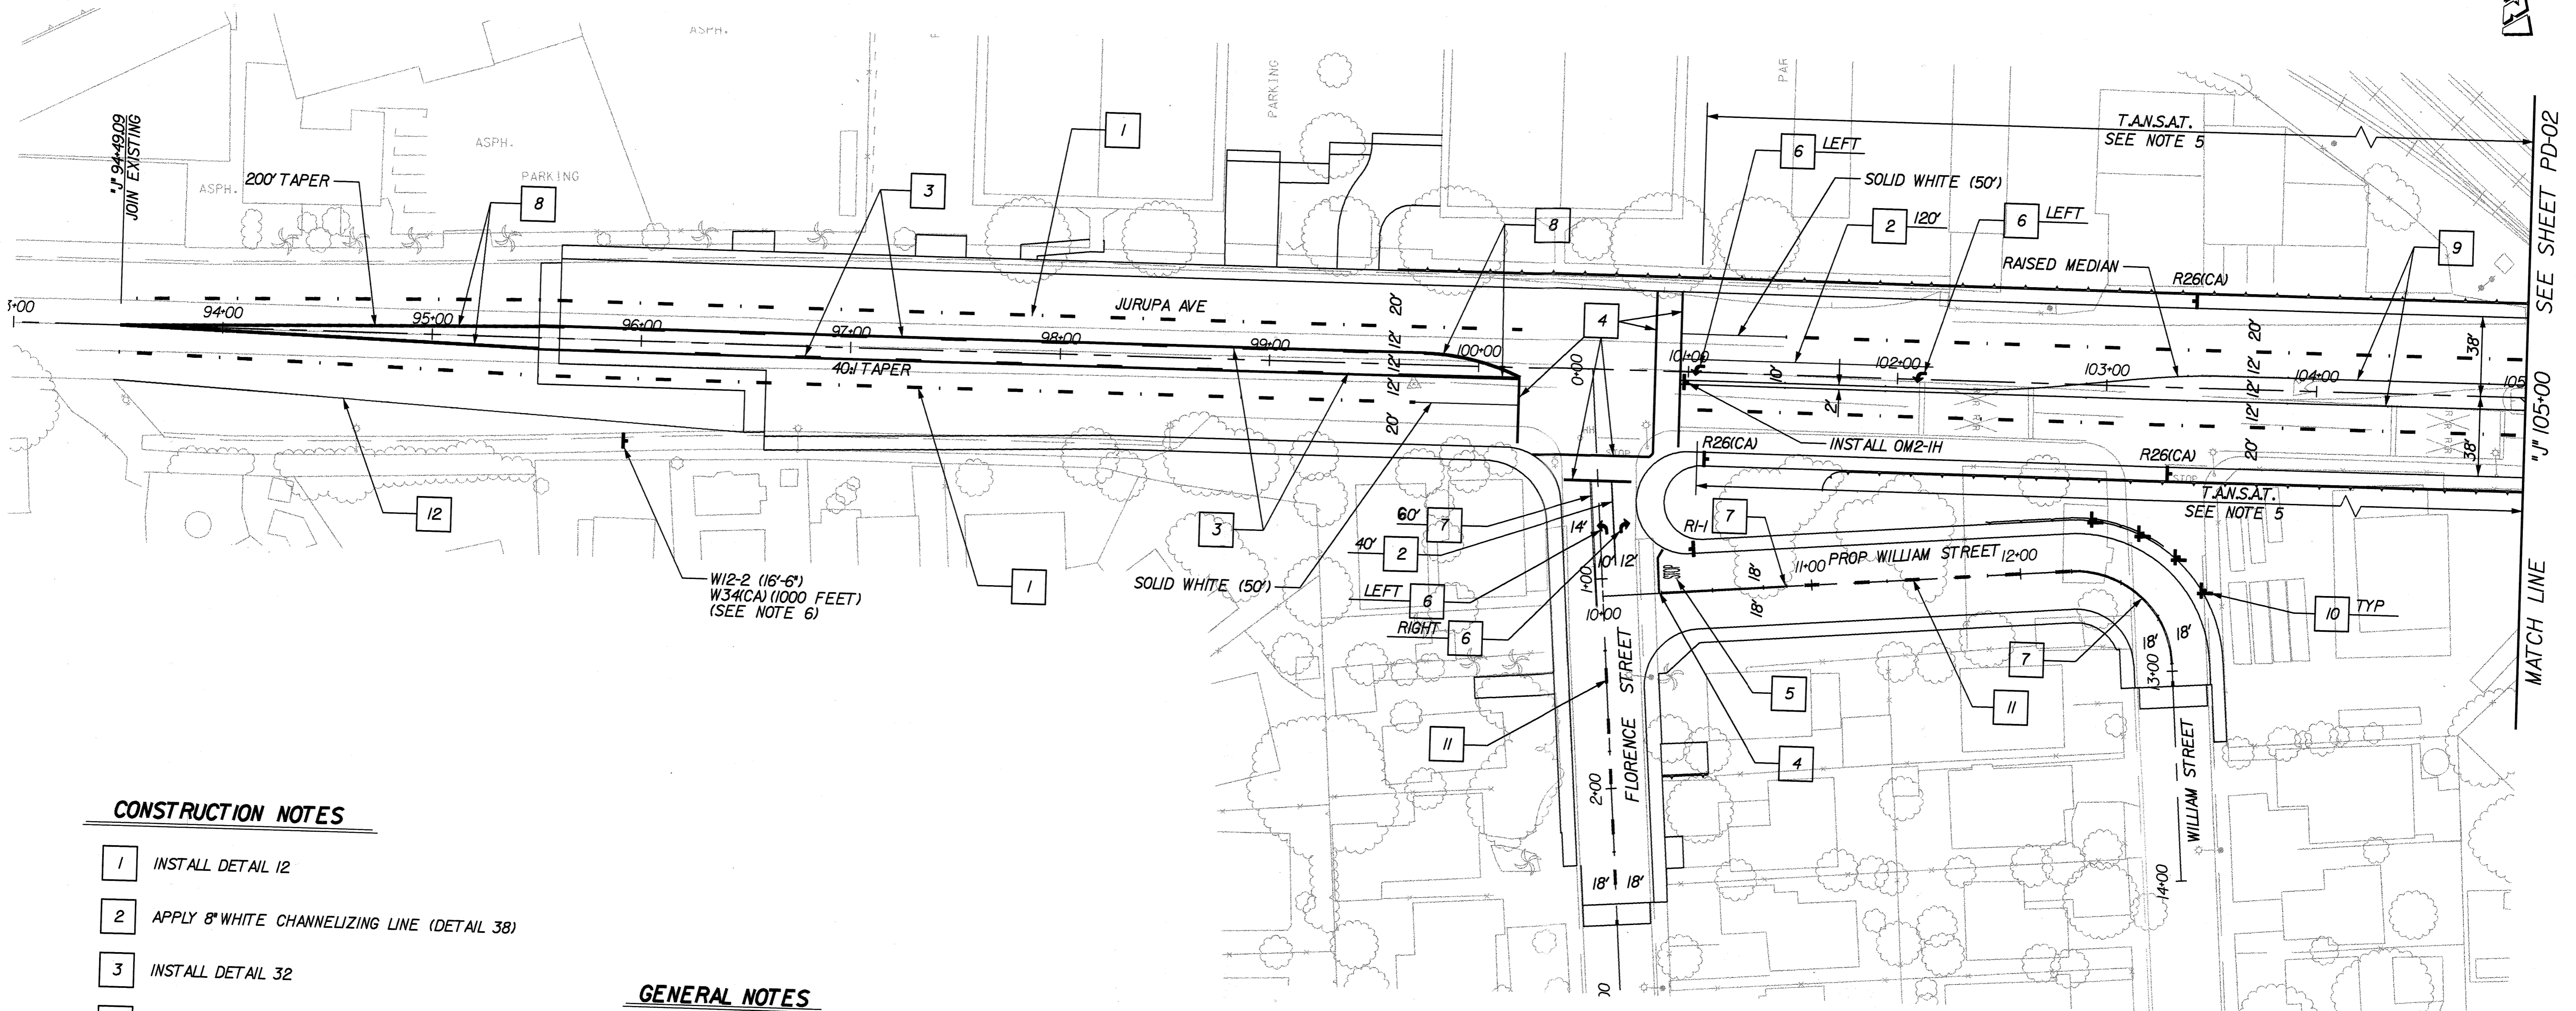 ASPH.
PARKING
PAR
"J" 94+49.09
JOIN EXISTING
ASPH.
ASPH.
PARKING
200' TAPER
8
3
1
8
T.A.N.S.A.T.
SEE NOTE 5
6 LEFT
SOLID WHITE (50')
2 120'
6 LEFT
RAISED MEDIAN
9
R26(CA)
MATCH LINE "J" 105+00 SEE SHEET PD-02
3+00
94+00
95+00
96+00
97+00
98+00
99+00
100+00
101+00
102+00
103+00
104+00
105
JURUPA AVE
40:1 TAPER
20'
12'
12'
12'
20'
4
0+00
10'
2'
20'
12'
12'
12'
20'
38'
38'
INSTALL OM2-1H
R26(CA)
R26(CA)
STOP
STOP
HH
T.A.N.S.A.T.
SEE NOTE 5
12
W12-2 (16'-6")
W34(CA) (1000 FEET)
(SEE NOTE 6)
1
3
SOLID WHITE (50')
60' 7
40' 2
LEFT 6
RIGHT 6
14'
10'
12'
1+00
10+00
R1-1
7
STOP
18'
18'
PROP WILLIAM STREET
11+00
12+00
10 TYP
7
18'
18'
13+00
11
5
4
11
FLORENCE STREET
2+00
18' 18'
00
WILLIAM STREET
14+00
CONSTRUCTION NOTES
1 INSTALL DETAIL 12
2 APPLY 8" WHITE CHANNELIZING LINE (DETAIL 38)
3 INSTALL DETAIL 32
GENERAL NOTES